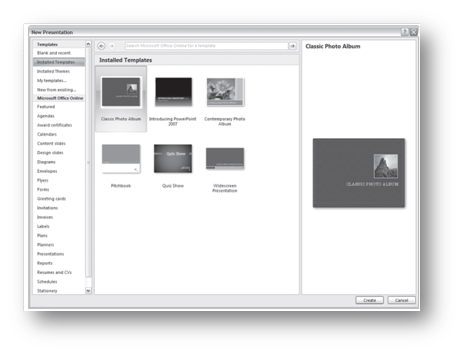 New Presentation
Templates
Blank and recent
Installed Templates
Installed Themes
My templates...
New from existing...
Microsoft Office Online
Featured
Agendas
Award certificates
Calendars
Content slides
Design slides
Diagrams
Envelopes
Flyers
Forms
Greeting cards
Invitations
Invoices
Labels
Plans
Planners
Presentations
Reports
Resumes and CVs
Schedules
Stationery
Search Microsoft Office Online for a template
Installed Templates
Classic Photo Album
Introducing PowerPoint
2007
Contemporary Photo
Album
Pitchbook
Quiz Show
Quiz Show
Widescreen
Presentation
Classic Photo Album
CLASSIC PHOTO ALBUM
Create
Cancel